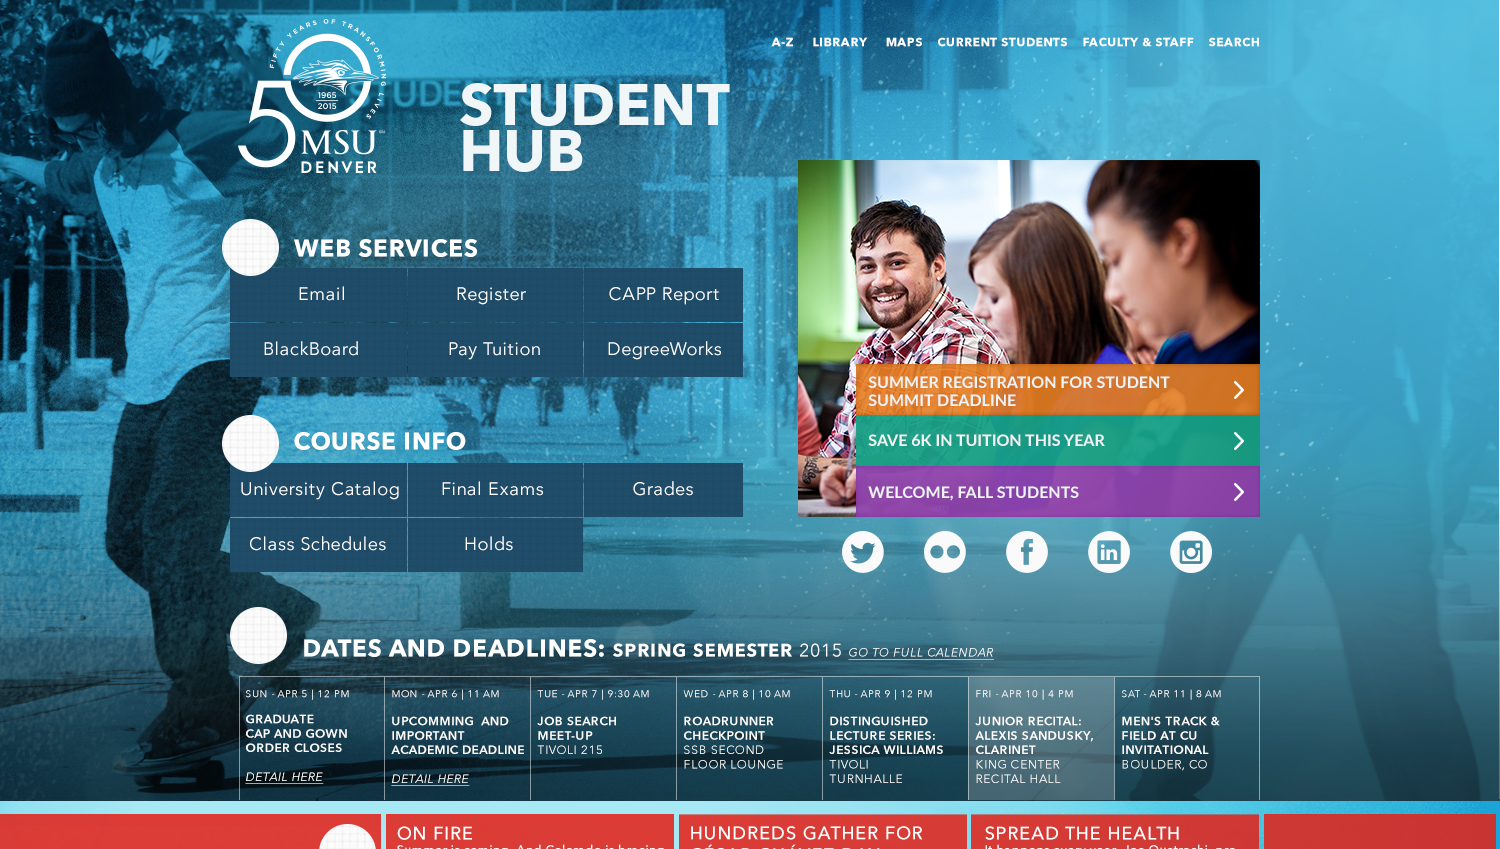 FIFTY YEARS OF TRANSFORMING LIVES
A-Z LIBRARY MAPS CURRENT STUDENTS FACULTY & STAFF SEARCH
50
1965
2015
MSU
DENVER
STUDENT
HUB
WEB SERVICES
Email Register CAPP Report
BlackBoard Pay Tuition DegreeWorks
COURSE INFO
University Catalog Final Exams Grades
Class Schedules Holds
SUMMER REGISTRATION FOR STUDENT
SUMMIT DEADLINE
SAVE 6K IN TUITION THIS YEAR
WELCOME, FALL STUDENTS
DATES AND DEADLINES: SPRING SEMESTER 2015 GO TO FULL CALENDAR
SUN - APR 5 | 12 PM
GRADUATE
CAP AND GOWN
ORDER CLOSES
DETAIL HERE
MON - APR 6 | 11 AM
UPCOMMING AND
IMPORTANT
ACADEMIC DEADLINE
DETAIL HERE
TUE - APR 7 | 9:30 AM
JOB SEARCH
MEET-UP
TIVOLI 215
WED - APR 8 | 10 AM
ROADRUNNER
CHECKPOINT
SSB SECOND
FLOOR LOUNGE
THU - APR 9 | 12 PM
DISTINGUISHED
LECTURE SERIES:
JESSICA WILLIAMS
TIVOLI
TURNHALLE
FRI - APR 10 | 4 PM
JUNIOR RECITAL:
ALEXIS SANDUSKY,
CLARINET
KING CENTER
RECITAL HALL
SAT - APR 11 | 8 AM
MEN'S TRACK &
FIELD AT CU
INVITATIONAL
BOULDER, CO
ON FIRE
HUNDREDS GATHER FOR
SPREAD THE HEALTH